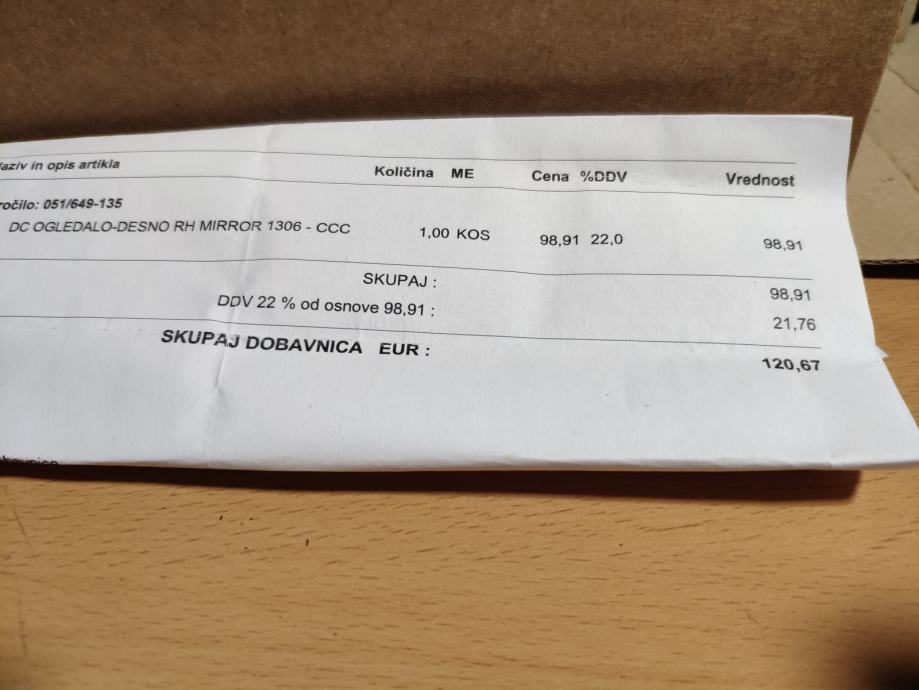 aziv in opis artikla Količina ME Cena %DDV Vrednost
ročilo: 051/649-135
DC OGLEDALO-DESNO RH MIRROR 1306 - CCC 1,00 KOS 98,91 22,0 98,91
SKUPAJ : 98,91
DDV 22 % od osnove 98,91 : 21,76
SKUPAJ DOBAVNICA EUR : 120,67